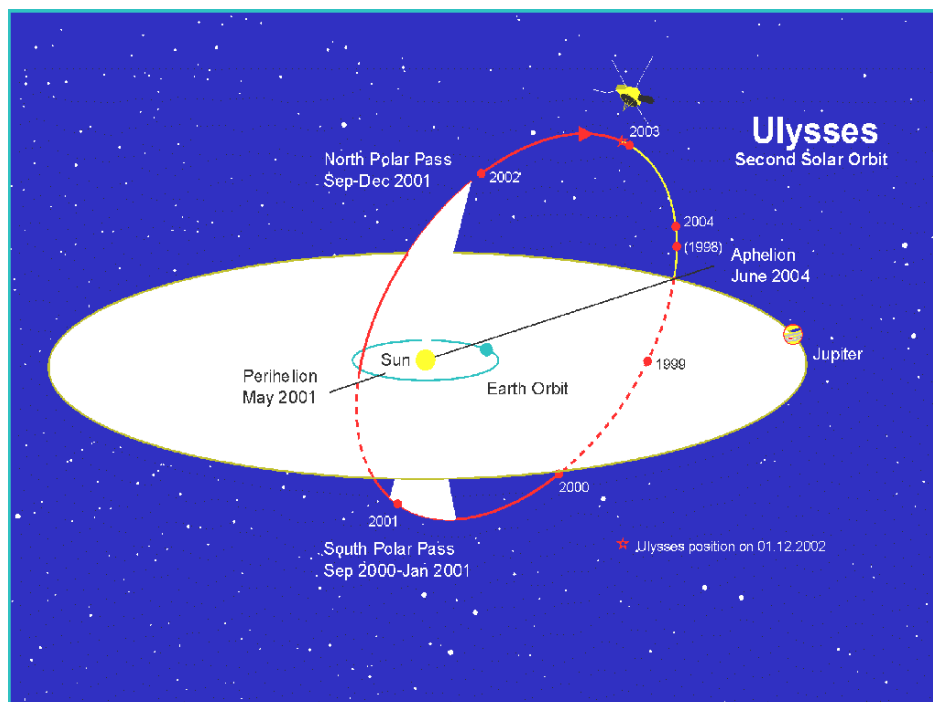 Ulysses
Second Solar Orbit
2003
North Polar Pass
Sep-Dec 2001
2002
2004
(1998)
Aphelion
June 2004
Jupiter
Sun
1999
Perihelion
May 2001
Earth Orbit
2000
2001
South Polar Pass
Sep 2000-Jan 2001
Ulysses position on 01.12.2002